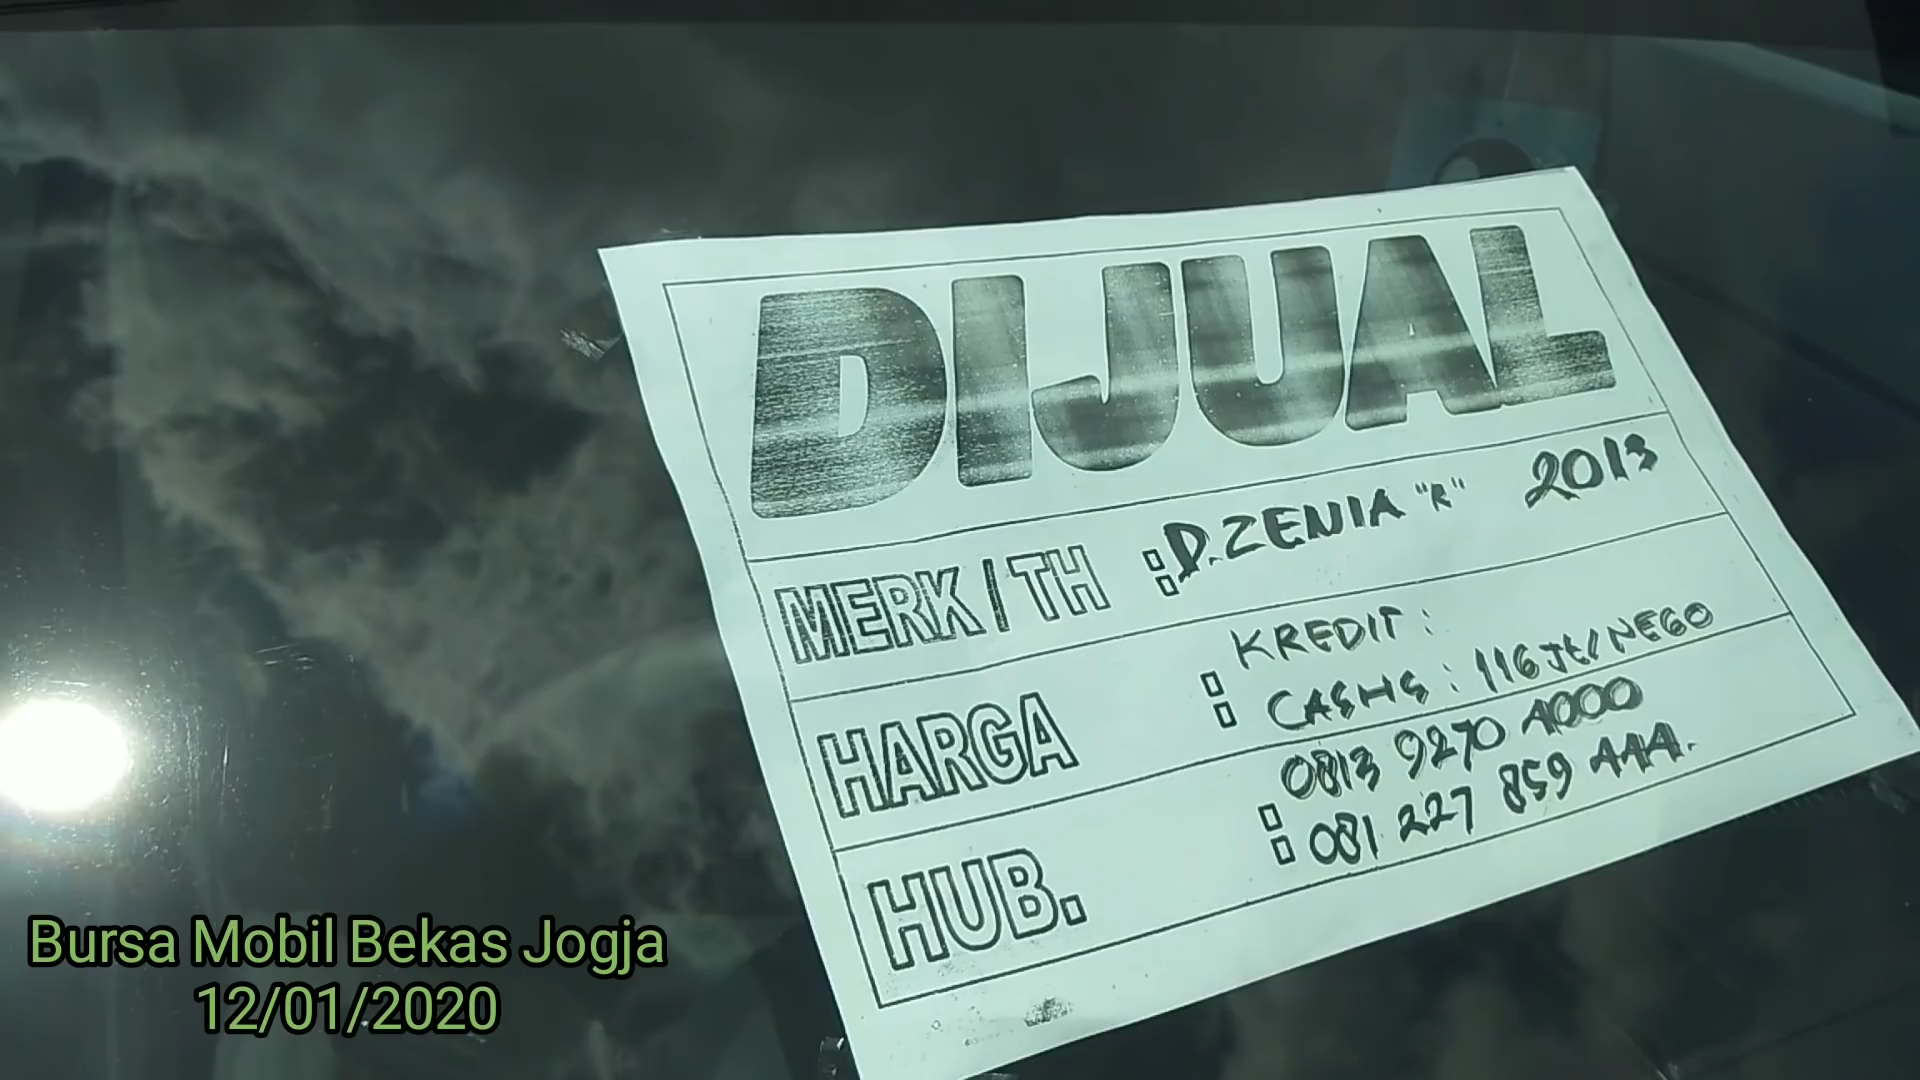 DIJUAL
MERK / TH : D.ZENIA "R" 2013
HARGA : KREDIT :
CASHS : 116 Jt / NEGO
HUB. : 0813 9270 4000
081 227 859 444.
Bursa Mobil Bekas Jogja
12/01/2020